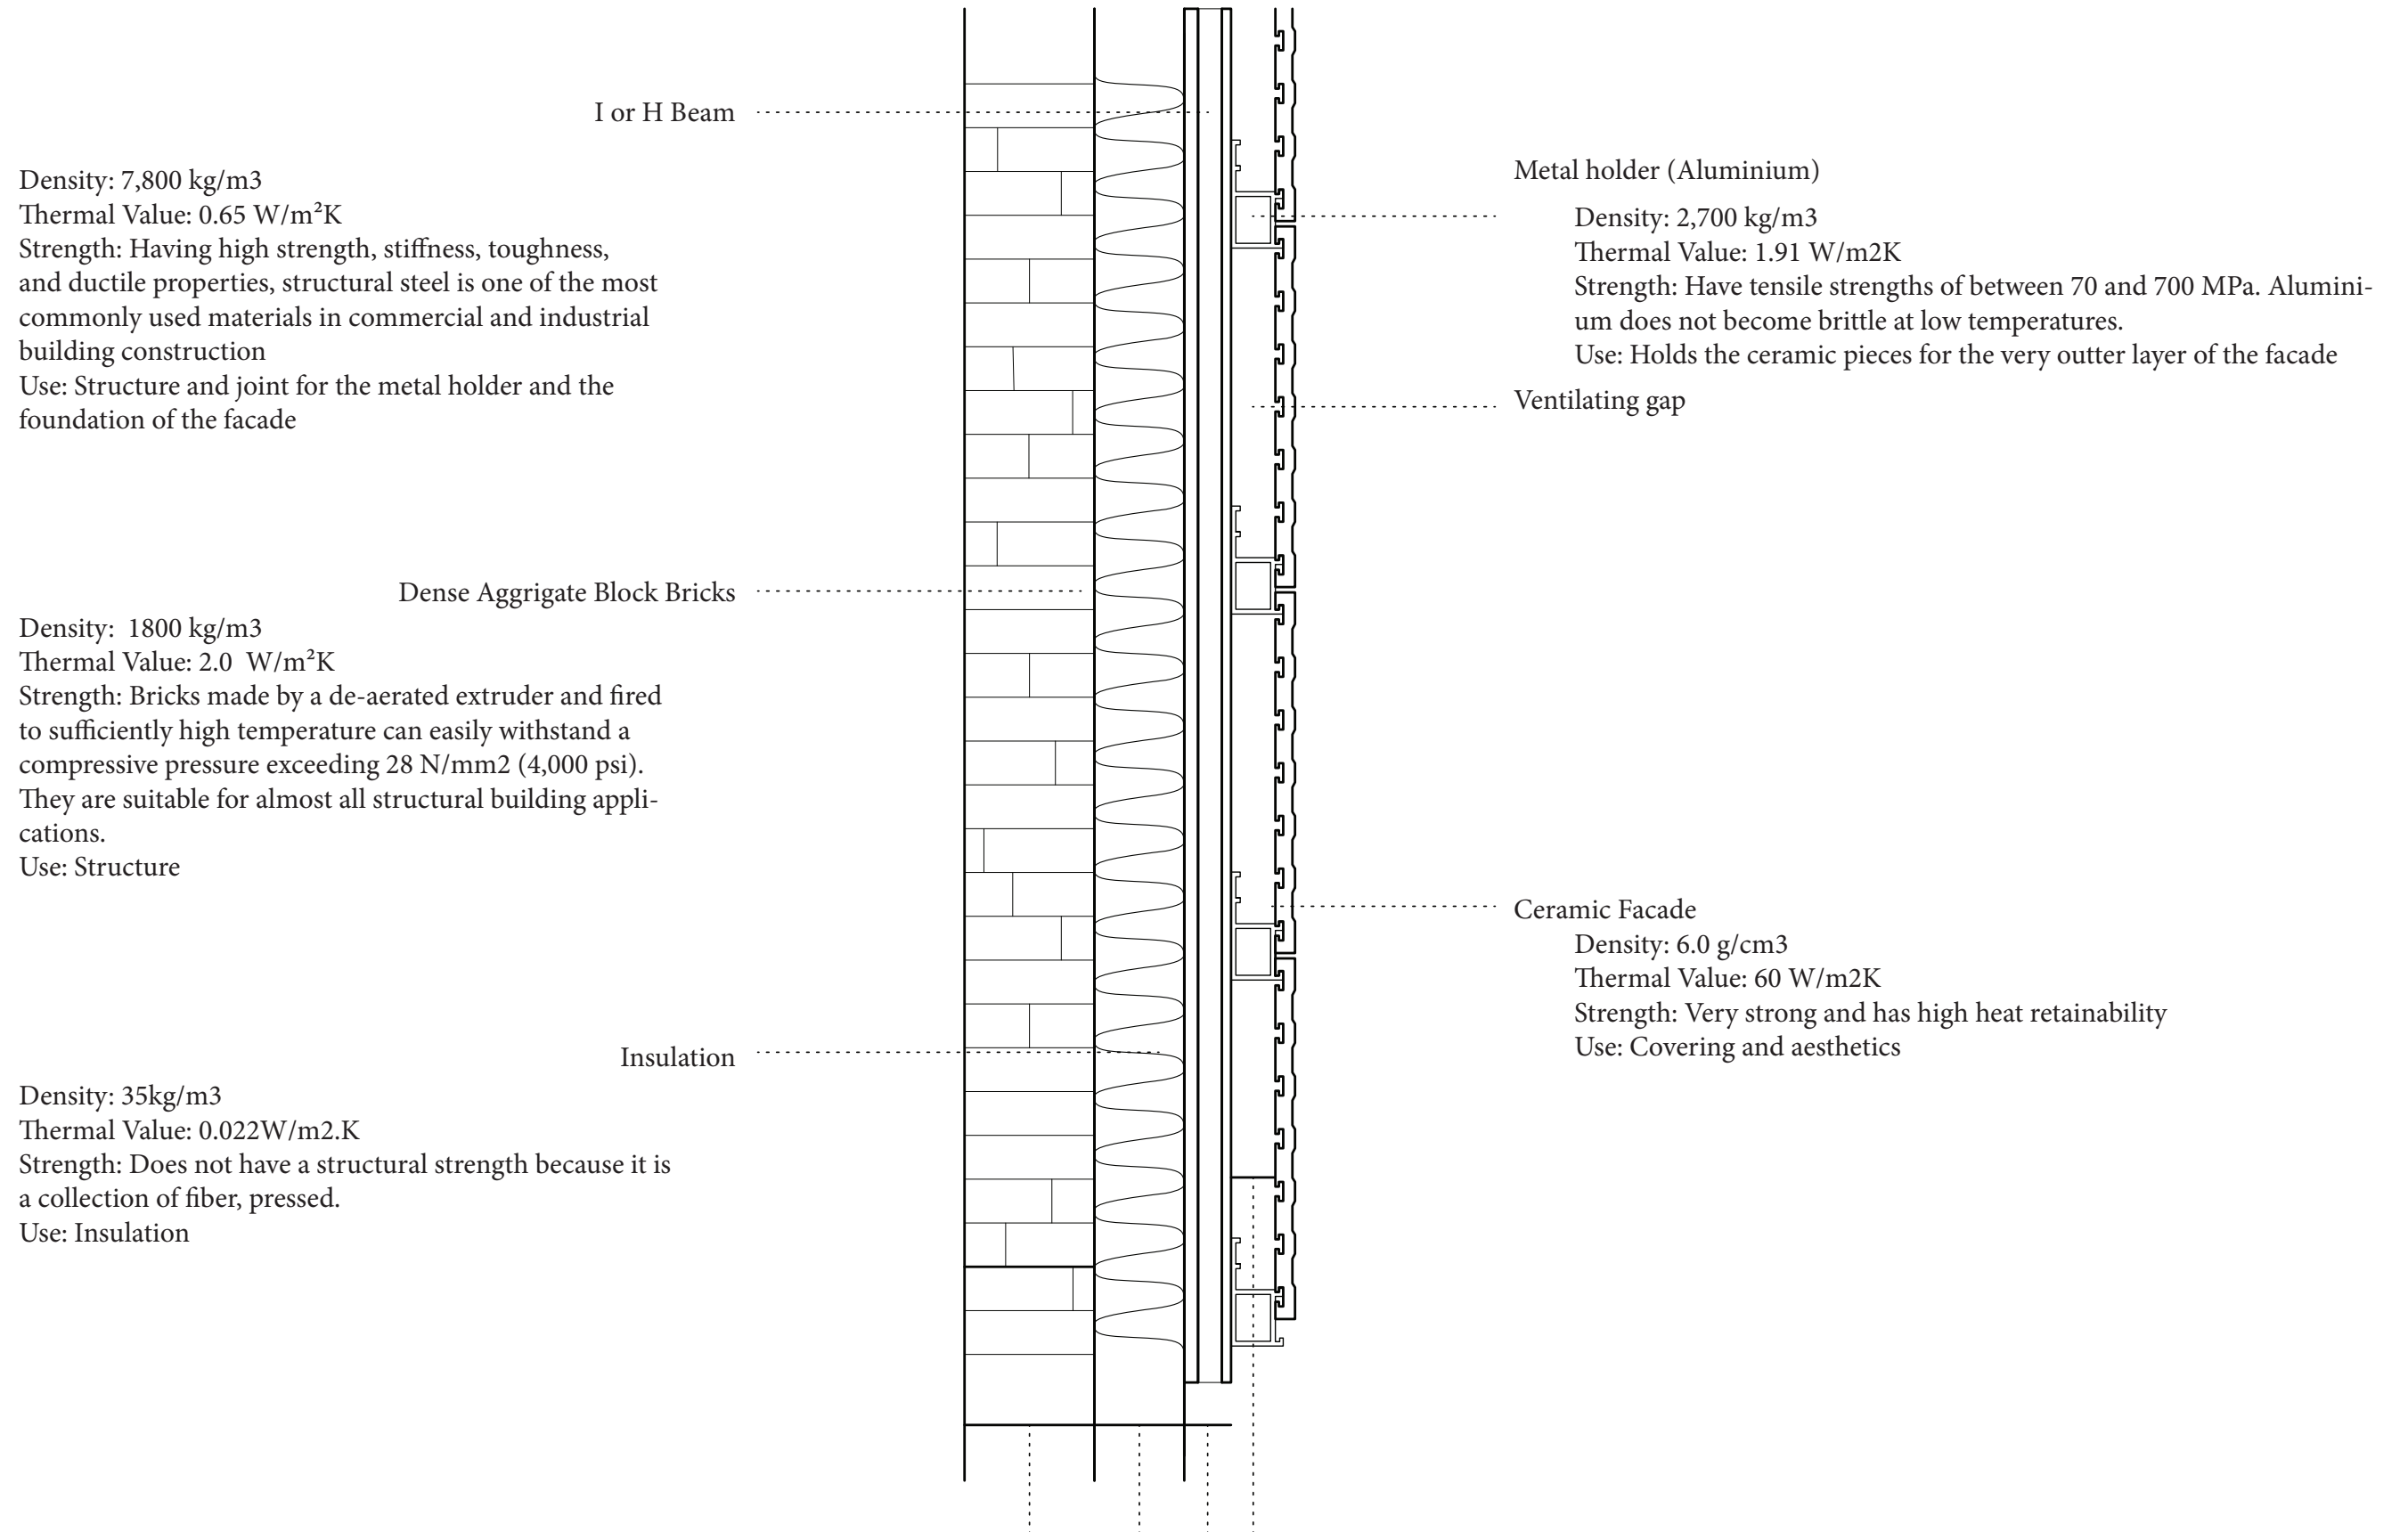 I or H Beam
Density: 7,800 kg/m3
Thermal Value: 0.65 W/m²K
Strength: Having high strength, stiffness, toughness,
and ductile properties, structural steel is one of the most
commonly used materials in commercial and industrial
building construction
Use: Structure and joint for the metal holder and the
foundation of the facade
Dense Aggrigate Block Bricks
Density:  1800 kg/m3
Thermal Value: 2.0  W/m²K
Strength: Bricks made by a de-aerated extruder and fired
to sufficiently high temperature can easily withstand a
compressive pressure exceeding 28 N/mm2 (4,000 psi).
They are suitable for almost all structural building appli-
cations.
Use: Structure
Insulation
Density: 35kg/m3
Thermal Value: 0.022W/m2.K
Strength: Does not have a structural strength because it is
a collection of fiber, pressed.
Use: Insulation
Metal holder (Aluminium)
Density: 2,700 kg/m3
Thermal Value: 1.91 W/m2K
Strength: Have tensile strengths of between 70 and 700 MPa. Alumini-
um does not become brittle at low temperatures.
Use: Holds the ceramic pieces for the very outter layer of the facade
Ventilating gap
Ceramic Facade
Density: 6.0 g/cm3
Thermal Value: 60 W/m2K
Strength: Very strong and has high heat retainability
Use: Covering and aesthetics